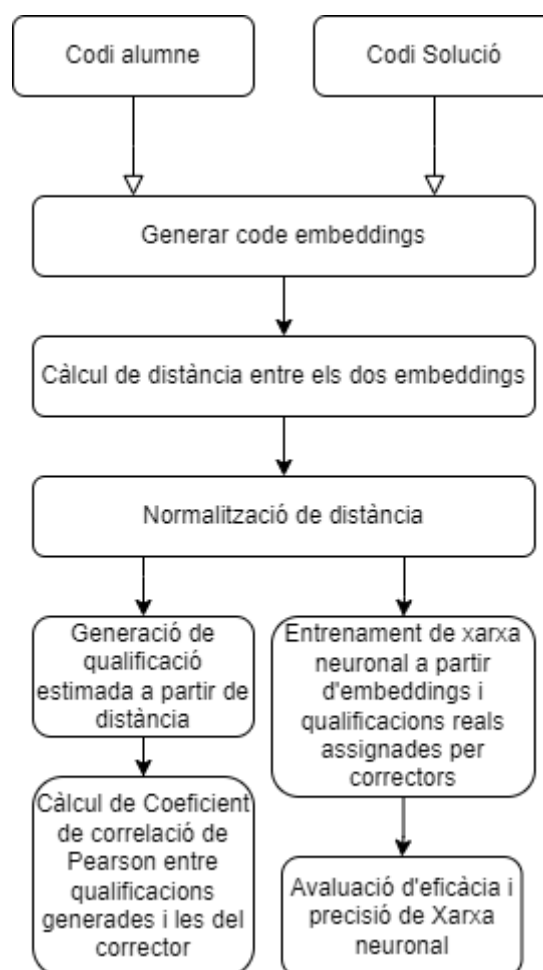 Codi alumne
Codi Solució
Generar code embeddings
Càlcul de distància entre els dos embeddings
Normalització de distància
Generació de
qualificació
estimada a partir de
distància
Entrenament de xarxa
neuronal a partir
d'embeddings i
qualificacions reals
assignades per
correctors
Càlcul de Coeficient
de correlació de
Pearson entre
qualificacions
generades i les del
corrector
Avaluació d'eficàcia i
precisió de Xarxa
neuronal